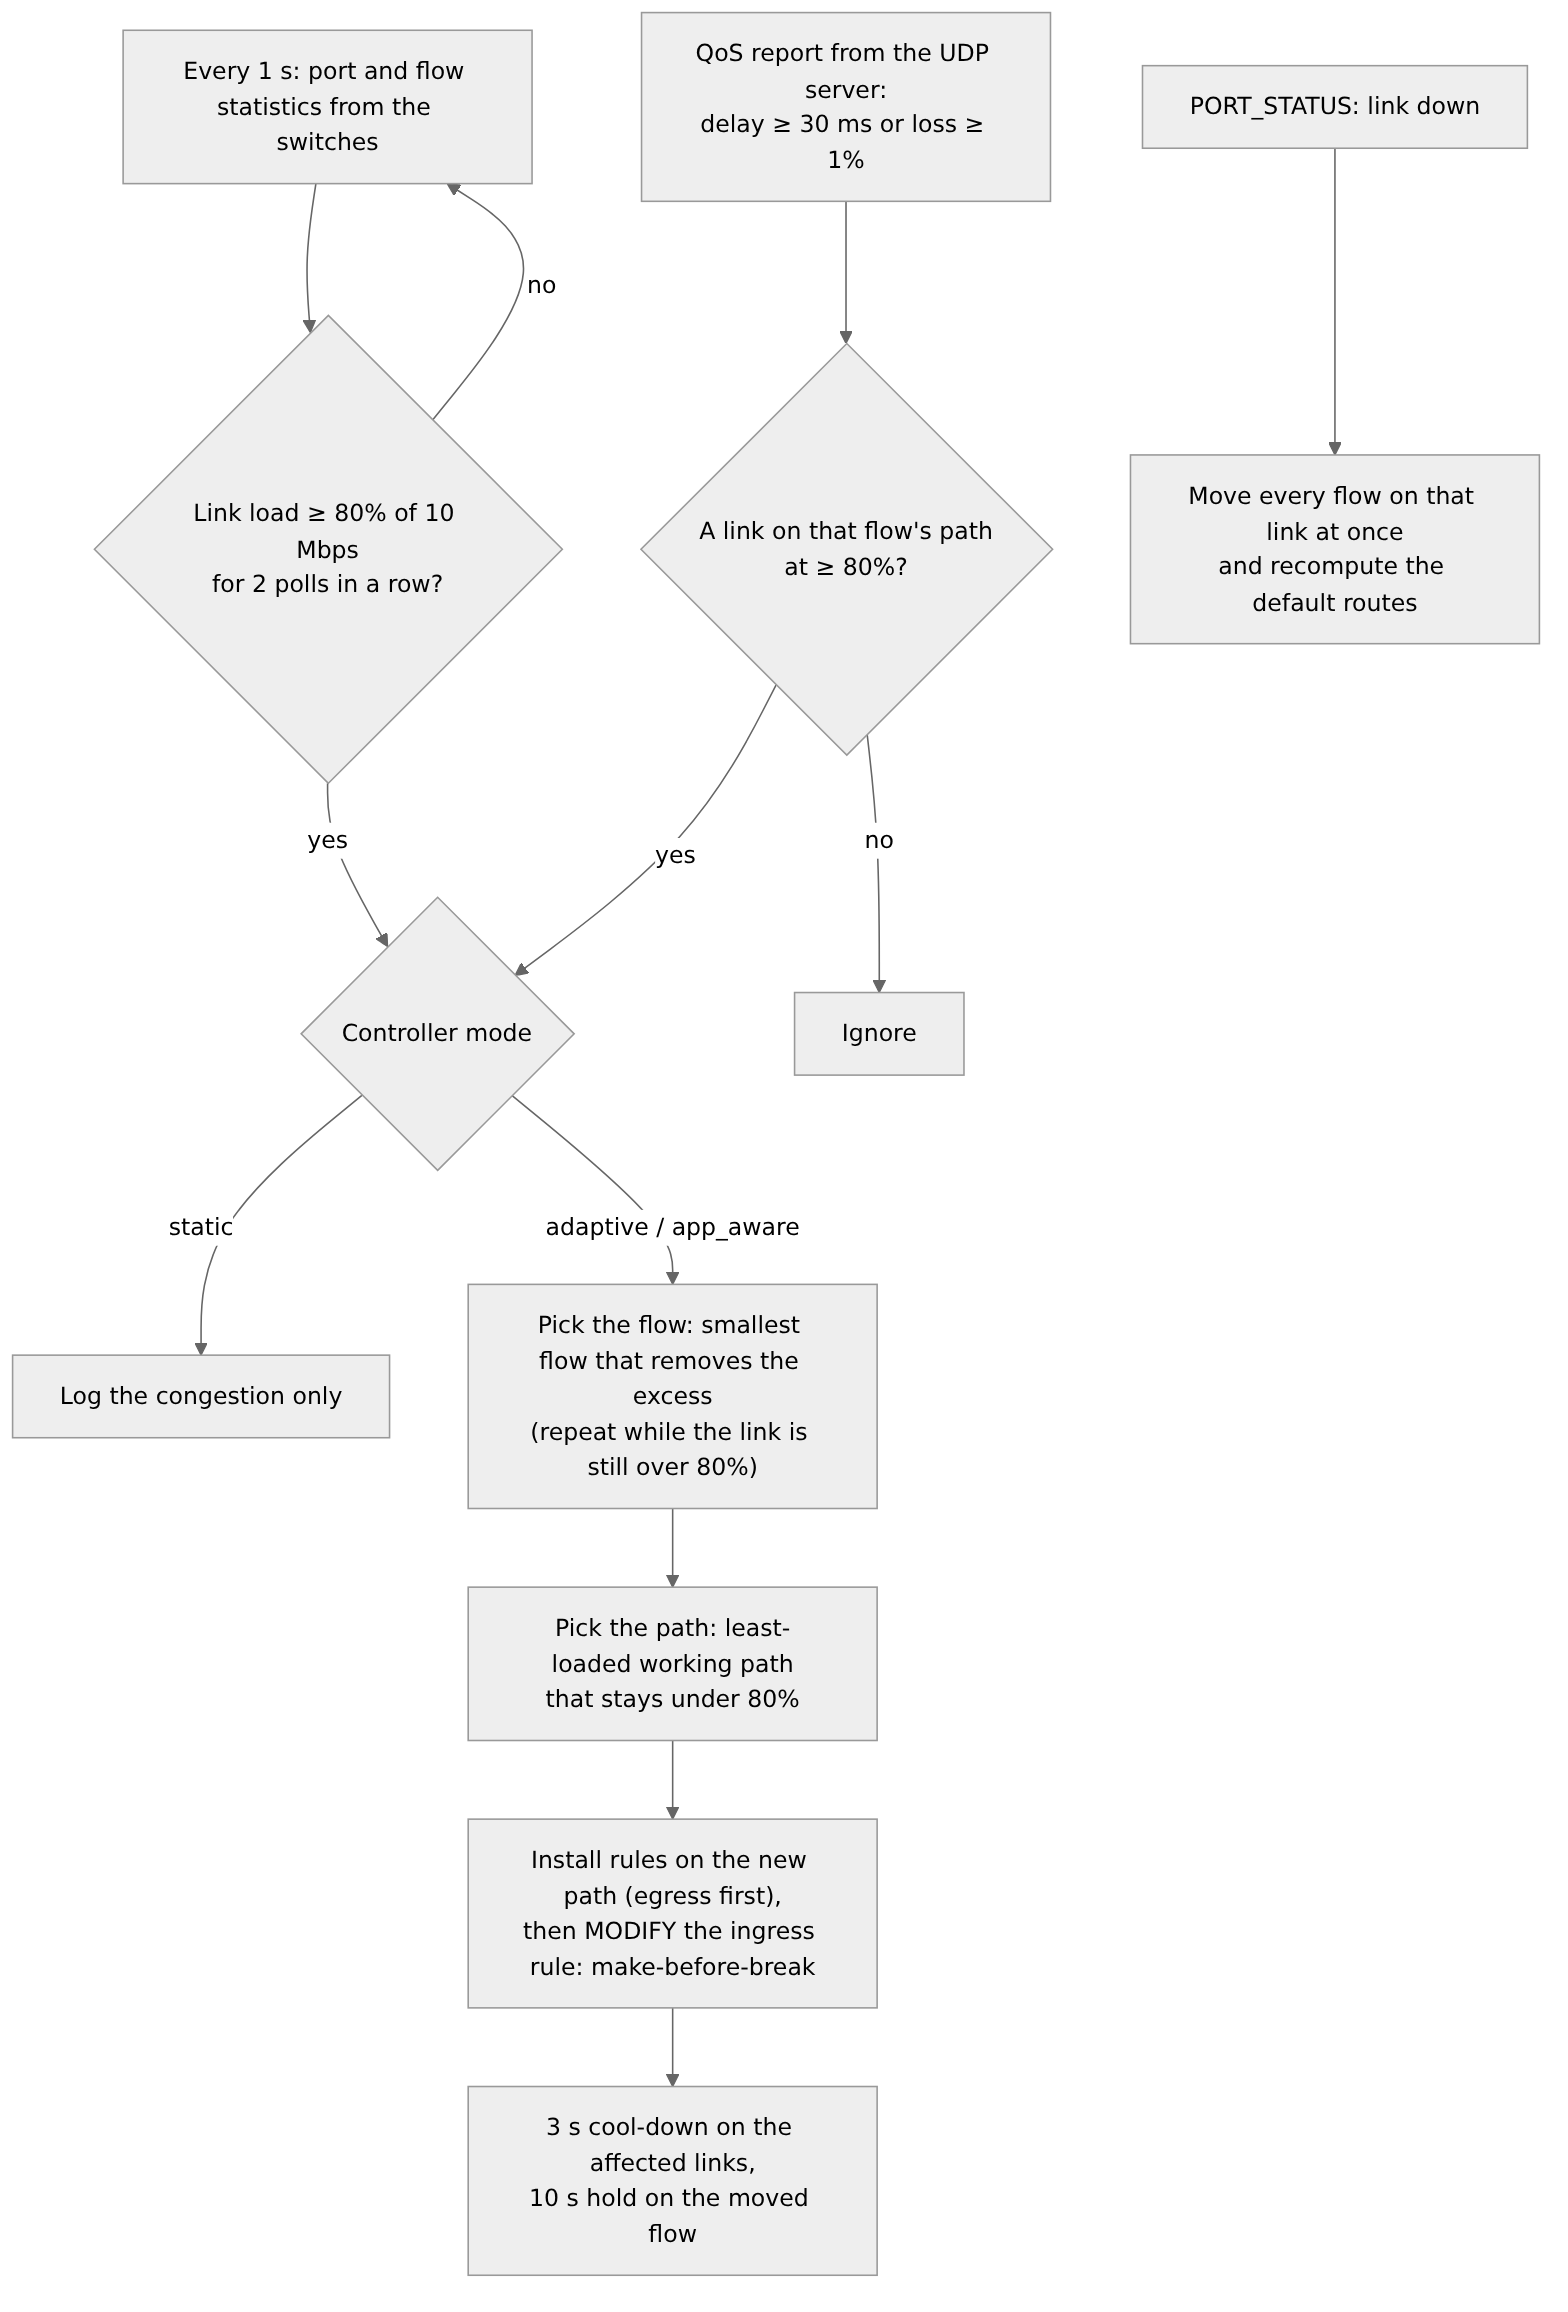 Every 1 s: port and flow
statistics from the
switches
QoS report from the UDP
server:
delay ≥ 30 ms or loss ≥
1%
PORT_STATUS: link down
no
Link load ≥ 80% of 10
Mbps
for 2 polls in a row?
A link on that flow's path
at ≥ 80%?
Move every flow on that
link at once
and recompute the
default routes
yes
yes
no
Controller mode
Ignore
static
adaptive / app_aware
Log the congestion only
Pick the flow: smallest
flow that removes the
excess
(repeat while the link is
still over 80%)
Pick the path: least-
loaded working path
that stays under 80%
Install rules on the new
path (egress first),
then MODIFY the ingress
rule: make-before-break
3 s cool-down on the
affected links,
10 s hold on the moved
flow